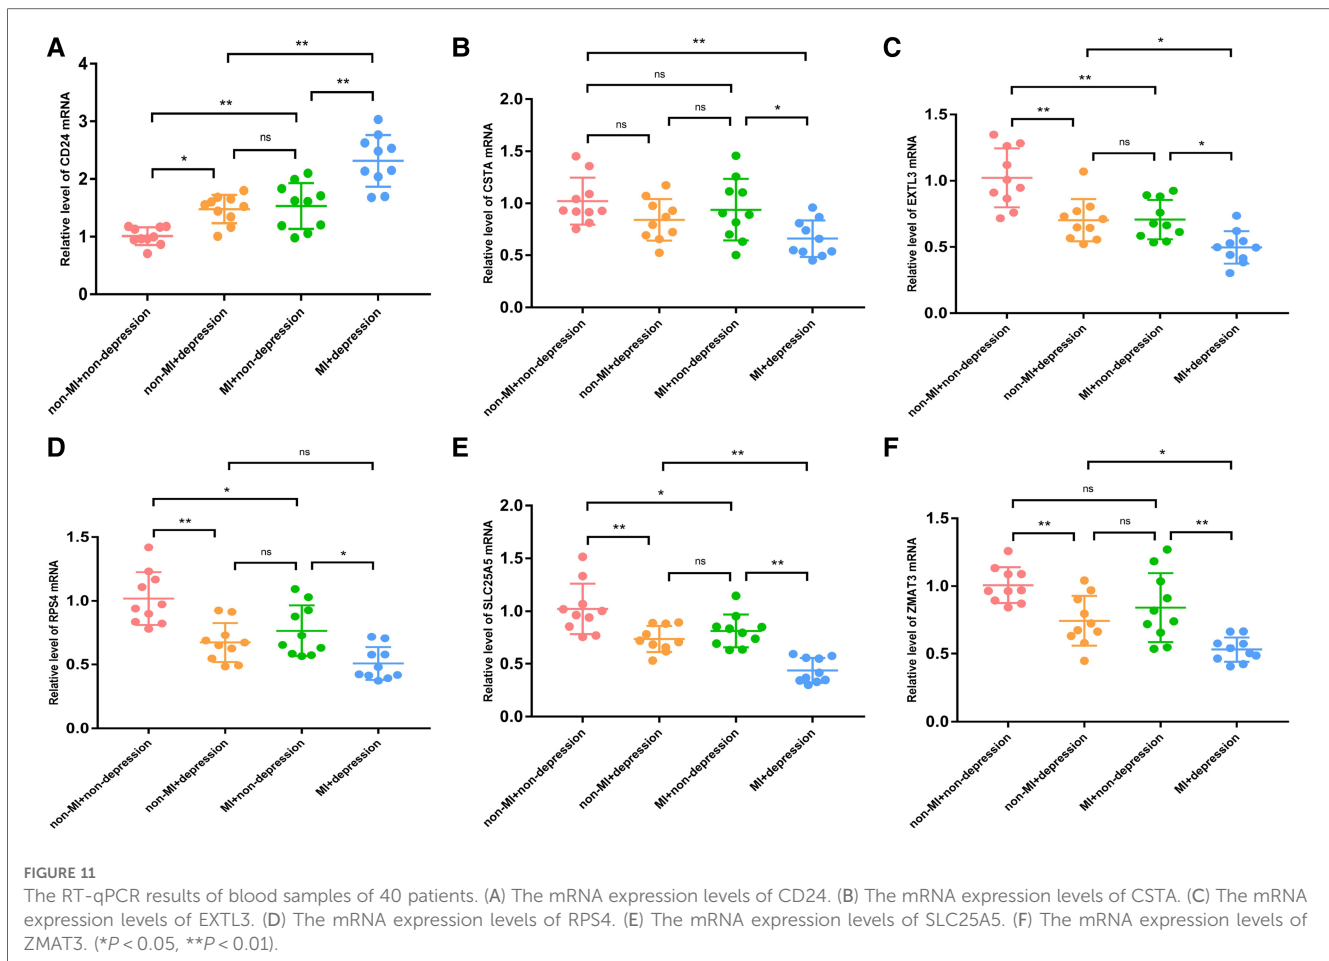 A
**
**
**
ns
*
Relative level of CD24 mRNA
4
3
2
1
0
non-MI+non-depression
non-MI+depression
MI+non-depression
MI+depression
B
**
ns
ns
*
ns
Relative level of CSTA mRNA
2.0
1.5
1.0
0.5
0.0
non-MI+non-depression
non-MI+depression
MI+non-depression
MI+depression
C
*
**
**
ns
*
Relative level of EXTL3 mRNA
1.5
1.0
0.5
0.0
non-MI+non-depression
non-MI+depression
MI+non-depression
MI+depression
D
ns
*
**
ns
*
Relative level of RPS4 mRNA
1.5
1.0
0.5
0.0
non-MI+non-depression
non-MI+depression
MI+non-depression
MI+depression
E
**
*
**
ns
**
Relative level of SLC25A5 mRNA
2.0
1.5
1.0
0.5
0.0
non-MI+non-depression
non-MI+depression
MI+non-depression
MI+depression
F
*
ns
**
ns
**
Relative level of ZMAT3 mRNA
1.5
1.0
0.5
0.0
non-MI+non-depression
non-MI+depression
MI+non-depression
MI+depression
FIGURE 11
The RT-qPCR results of blood samples of 40 patients. (A) The mRNA expression levels of CD24. (B) The mRNA expression levels of CSTA. (C) The mRNA
expression levels of EXTL3. (D) The mRNA expression levels of RPS4. (E) The mRNA expression levels of SLC25A5. (F) The mRNA expression levels of
ZMAT3. (*P < 0.05, **P < 0.01).